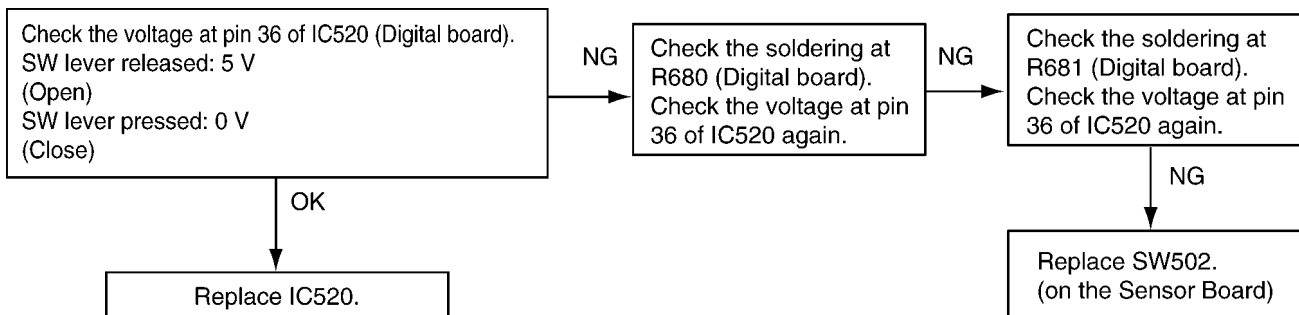 Check the voltage at pin 36 of IC520 (Digital board).
SW lever released: 5 V
(Open)
SW lever pressed: 0 V
(Close)
NG
Check the soldering at
R680 (Digital board).
Check the voltage at pin
36 of IC520 again.
NG
Check the soldering at
R681 (Digital board).
Check the voltage at pin
36 of IC520 again.
OK
NG
Replace IC520.
Replace SW502.
(on the Sensor Board)